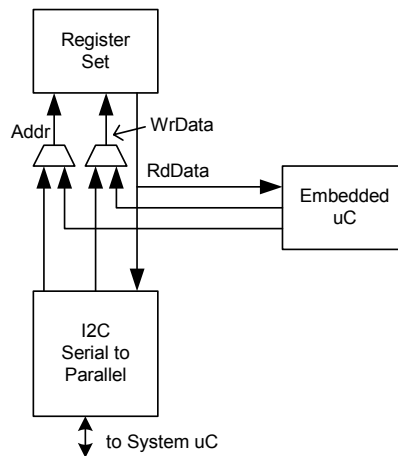 Register
Set
Addr
WrData
RdData
Embedded
uC
I2C
Serial to
Parallel
to System uC